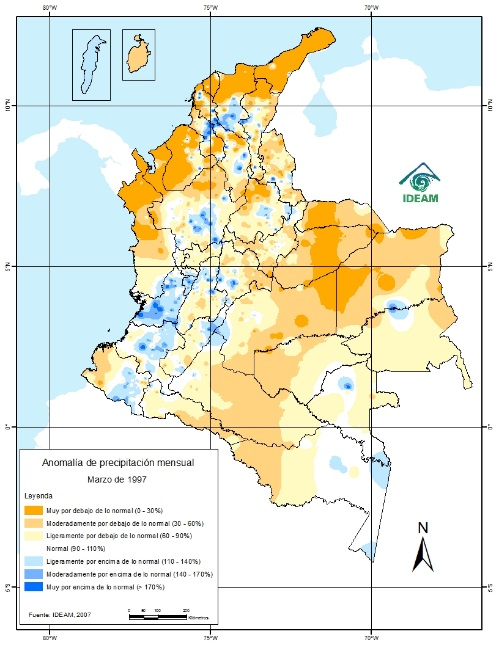 80°W 75°W 70°W
10°N 10°N
IDEAM
5°N 5°N
0° 0°
Anomalía de precipitación mensual
Marzo de 1997
Leyenda
Muy por debajo de lo normal (0 - 30%)
Moderadamente por debajo de lo normal (30 - 60%)
Ligeramente por debajo de lo normal (60 - 90%)
Normal (90 - 110%)
Ligeramente por encima de lo normal (110 - 140%)
Moderadamente por encima de lo normal (140 - 170%)
Muy por encima de lo normal (> 170%)
N
Fuente: IDEAM, 2007
Kilómetros
5°S 5°S
80°W 75°W 70°W